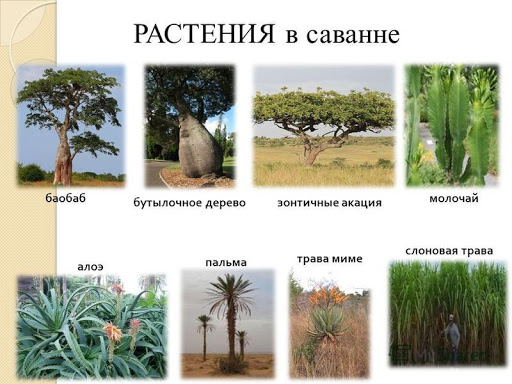 РАСТЕНИЯ в саванне
баобаб
бутылочное дерево
зонтичные акация
молочай
алоэ
пальма
трава миме
слоновая трава